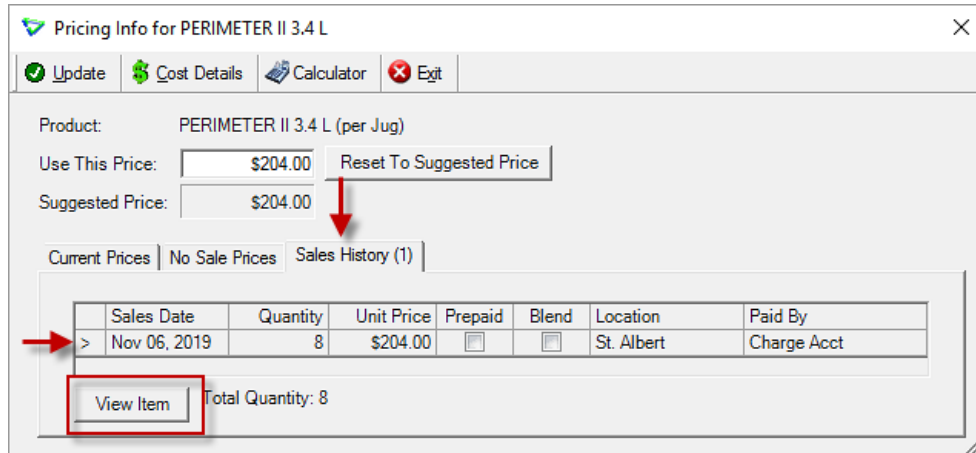 Pricing Info for PERIMETER II 3.4 L
Update Cost Details Calculator Exit
Product: PERIMETER II 3.4 L (per Jug)
Use This Price: $204.00 Reset To Suggested Price
Suggested Price: $204.00
Current Prices No Sale Prices Sales History (1)
Sales Date Quantity Unit Price Prepaid Blend Location Paid By
> Nov 06, 2019 8 $204.00 St. Albert Charge Acct
View Item Total Quantity: 8